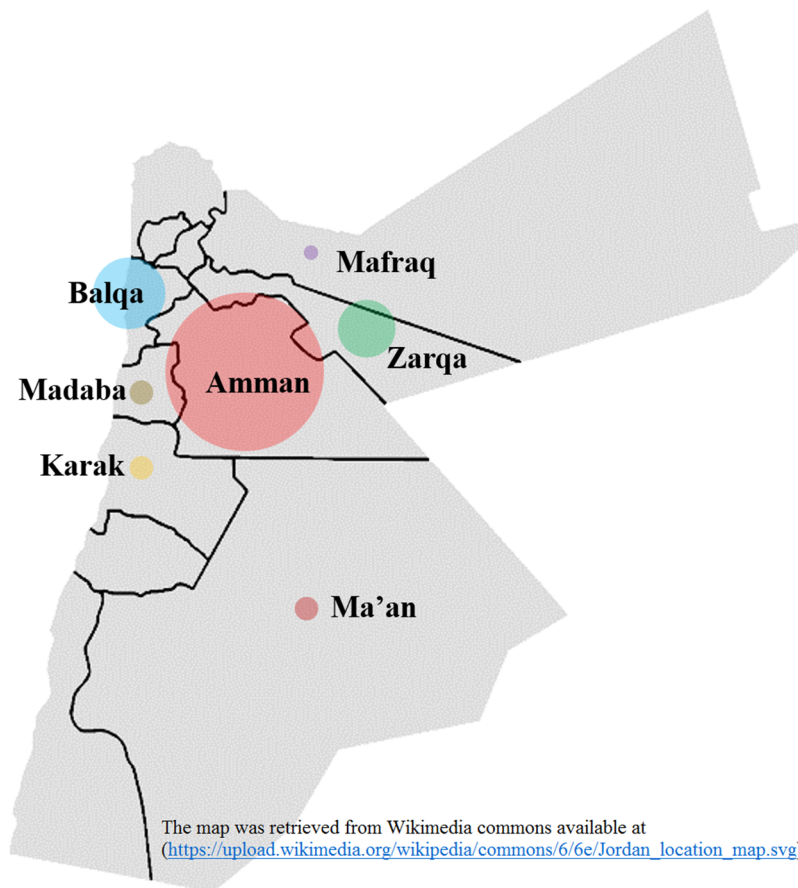 Mafraq
Balqa
Zarqa
Amman
Madaba
Karak
Ma’an
The map was retrieved from Wikimedia commons available at
(https://upload.wikimedia.org/wikipedia/commons/6/6e/Jordan_location_map.svg)